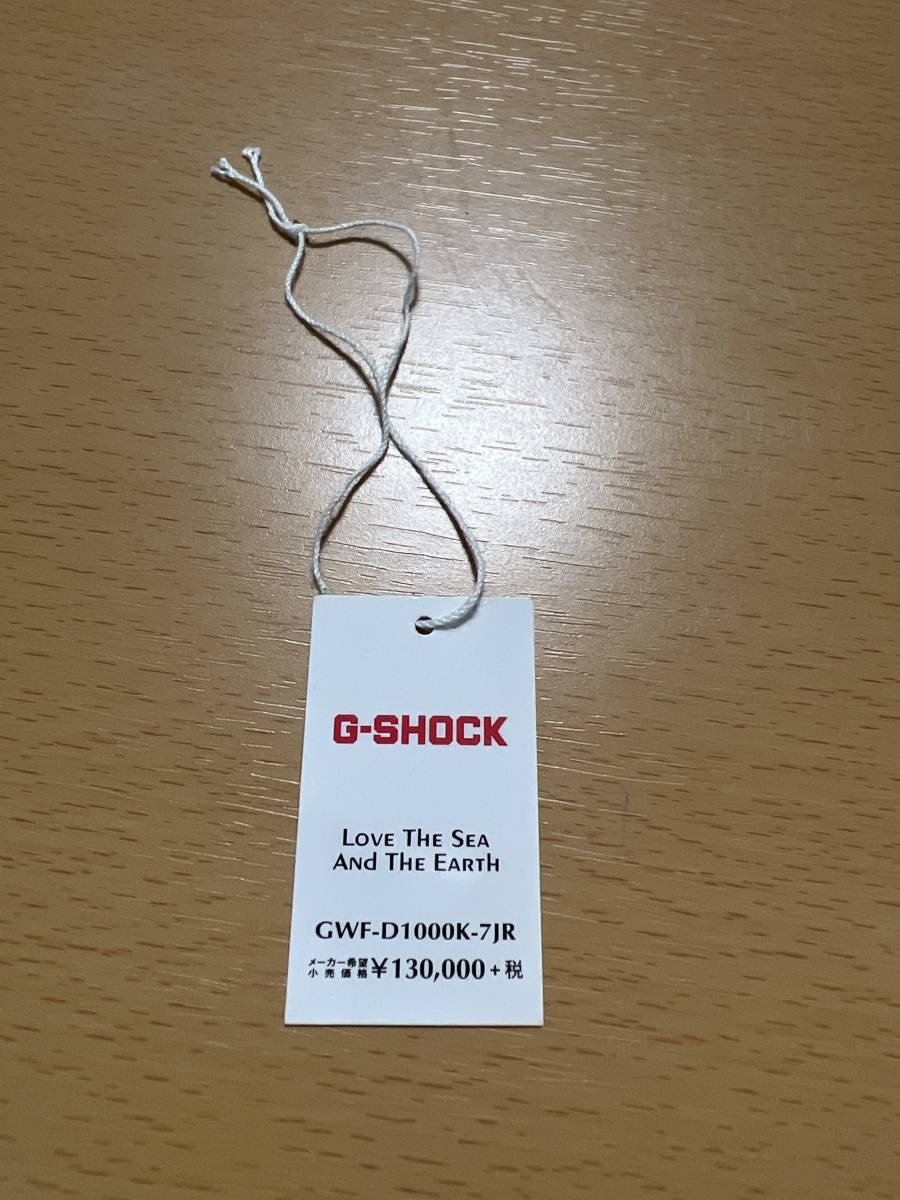 G-SHOCK
LOVE THE SEA
AND THE EARTH
GWF-D1000K-7JR
メーカー希望
小売価格 ¥130,000+税